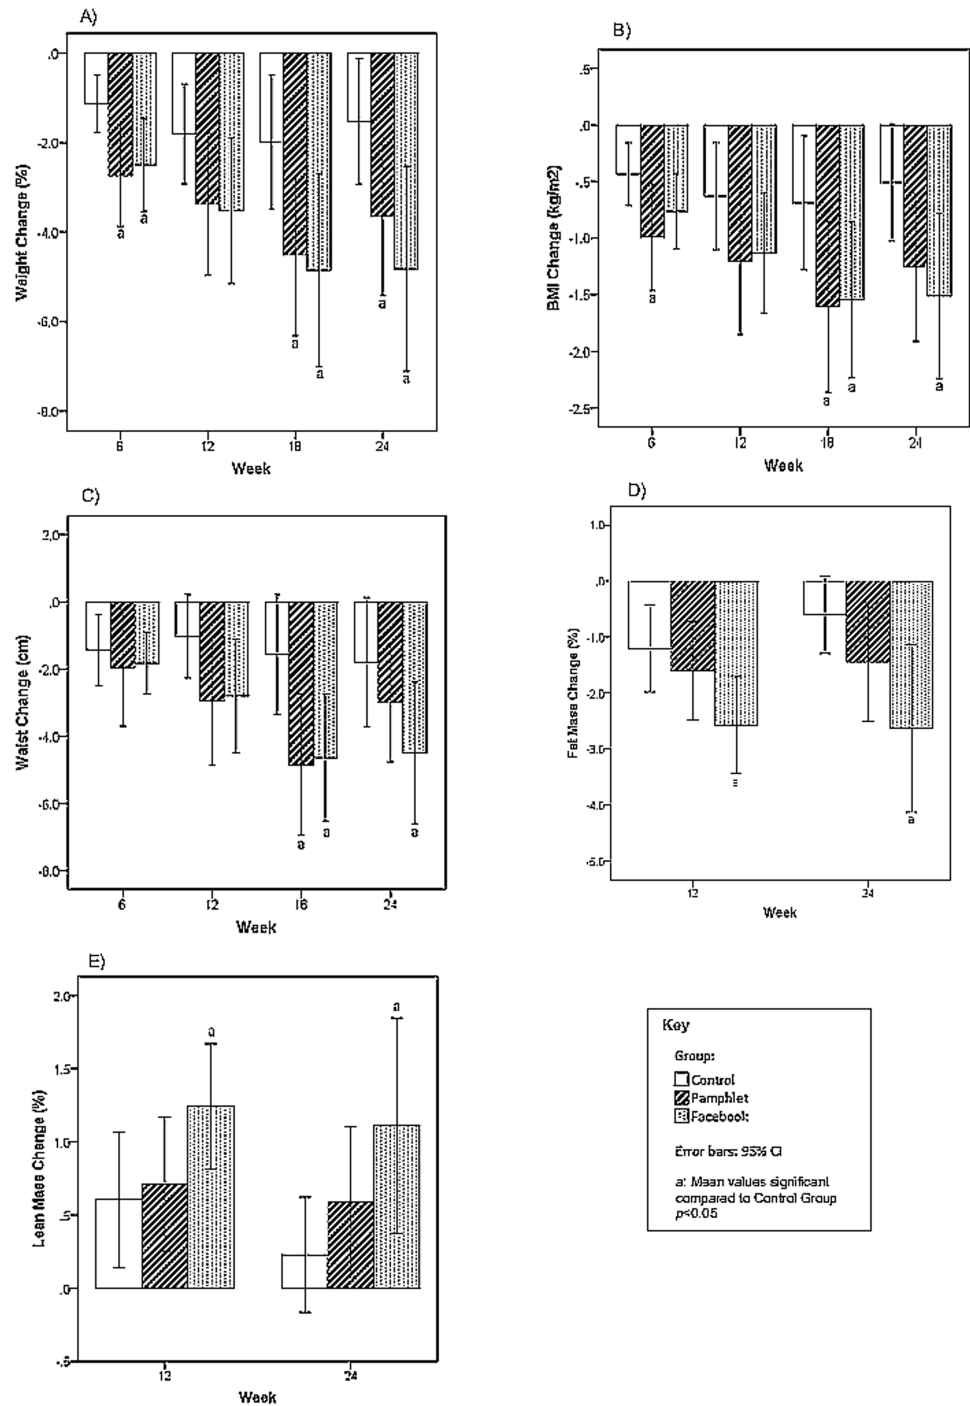 A)
.0
-2.0
-4.0
-6.0
-8.0
Weight Change (%)
a
a
a
a
a
a
6
12
18
24
Week
B)
.5
.0
-.5
-1.0
-1.5
-2.0
-2.5
BMI Change (kg/m2)
a
a
a
a
6
12
18
24
Week
C)
2.0
.0
-2.0
-4.0
-6.0
-8.0
Waist Change (cm)
a
a
a
6
12
18
24
Week
D)
1.0
.0
-1.0
-2.0
-3.0
-4.0
-5.0
Fat Mass Change (%)
a
12
24
Week
E)
2.0
1.5
1.0
.5
.0
-.5
Lean Mass Change (%)
a
a
12
24
Week
Key
Group:
Control
Pamphlet
Facebook
Error bars: 95% CI
a: Mean values significant
compared to Control Group
p<0.05